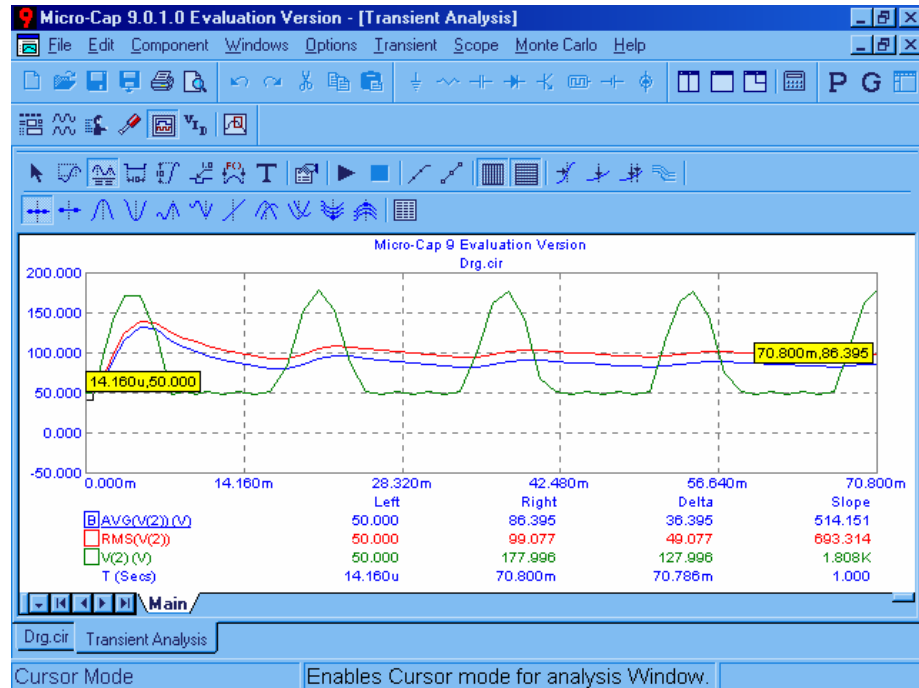 Micro-Cap 9.0.1.0 Evaluation Version - [Transient Analysis]
File Edit Component Windows Options Transient Scope Monte Carlo Help
P G
V I D
T
Micro-Cap 9 Evaluation Version
Drg.cir
200.000
150.000
100.000
70.800m,86.395
14.160u,50.000
50.000
0.000
-50.000
0.000m 14.160m 28.320m 42.480m 56.640m 70.800m
Left Right Delta Slope
B AVG(V(2)) (V) 50.000 86.395 36.395 514.151
RMS(V(2)) 50.000 99.077 49.077 693.314
V(2) (V) 50.000 177.996 127.996 1.808K
T (Secs) 14.160u 70.800m 70.786m 1.000
Main
Drg.cir Transient Analysis
Cursor Mode Enables Cursor mode for analysis Window.